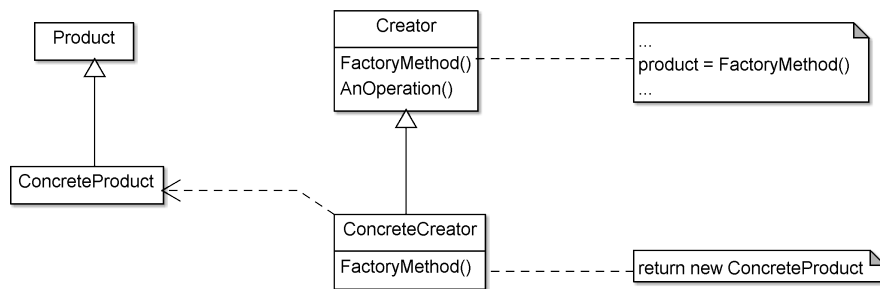 Product
Creator
FactoryMethod()
AnOperation()
...
product = FactoryMethod()
...
ConcreteProduct
ConcreteCreator
FactoryMethod()
return new ConcreteProduct